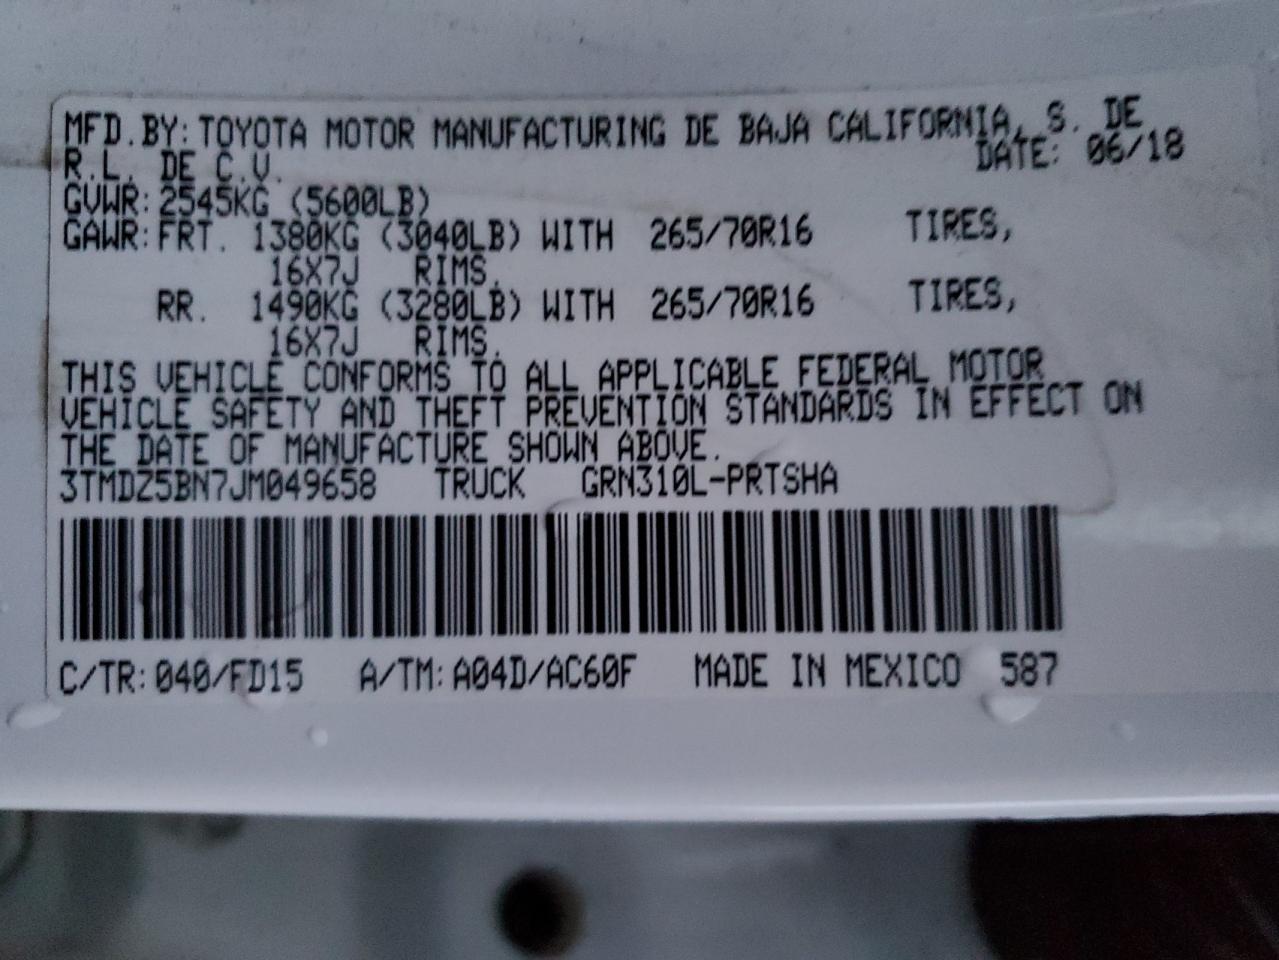 MFD.BY: TOYOTA MOTOR MANUFACTURING DE BAJA CALIFORNIA, S. DE
R.L. DE C.V. DATE: 06/18
GVWR: 2545KG (5600LB)
GAWR: FRT. 1380KG (3040LB) WITH 265/70R16 TIRES,
16X7J RIMS.
RR. 1490KG (3280LB) WITH 265/70R16 TIRES,
16X7J RIMS.
THIS VEHICLE CONFORMS TO ALL APPLICABLE FEDERAL MOTOR
VEHICLE SAFETY AND THEFT PREVENTION STANDARDS IN EFFECT ON
THE DATE OF MANUFACTURE SHOWN ABOVE.
3TMDZ5BN7JM049658 TRUCK GRN310L-PRTSHA
C/TR: 040/FD15 A/TM: A04D/AC60F MADE IN MEXICO 587